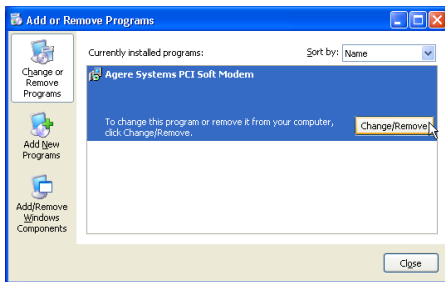 Add or Remove Programs
Change or
Remove
Programs
Currently installed programs:
Sort by:
Name
Agere Systems PCI Soft Modem
To change this program or remove it from your computer,
click Change/Remove.
Change/Remove
Add New
Programs
Add/Remove
Windows
Components
Close